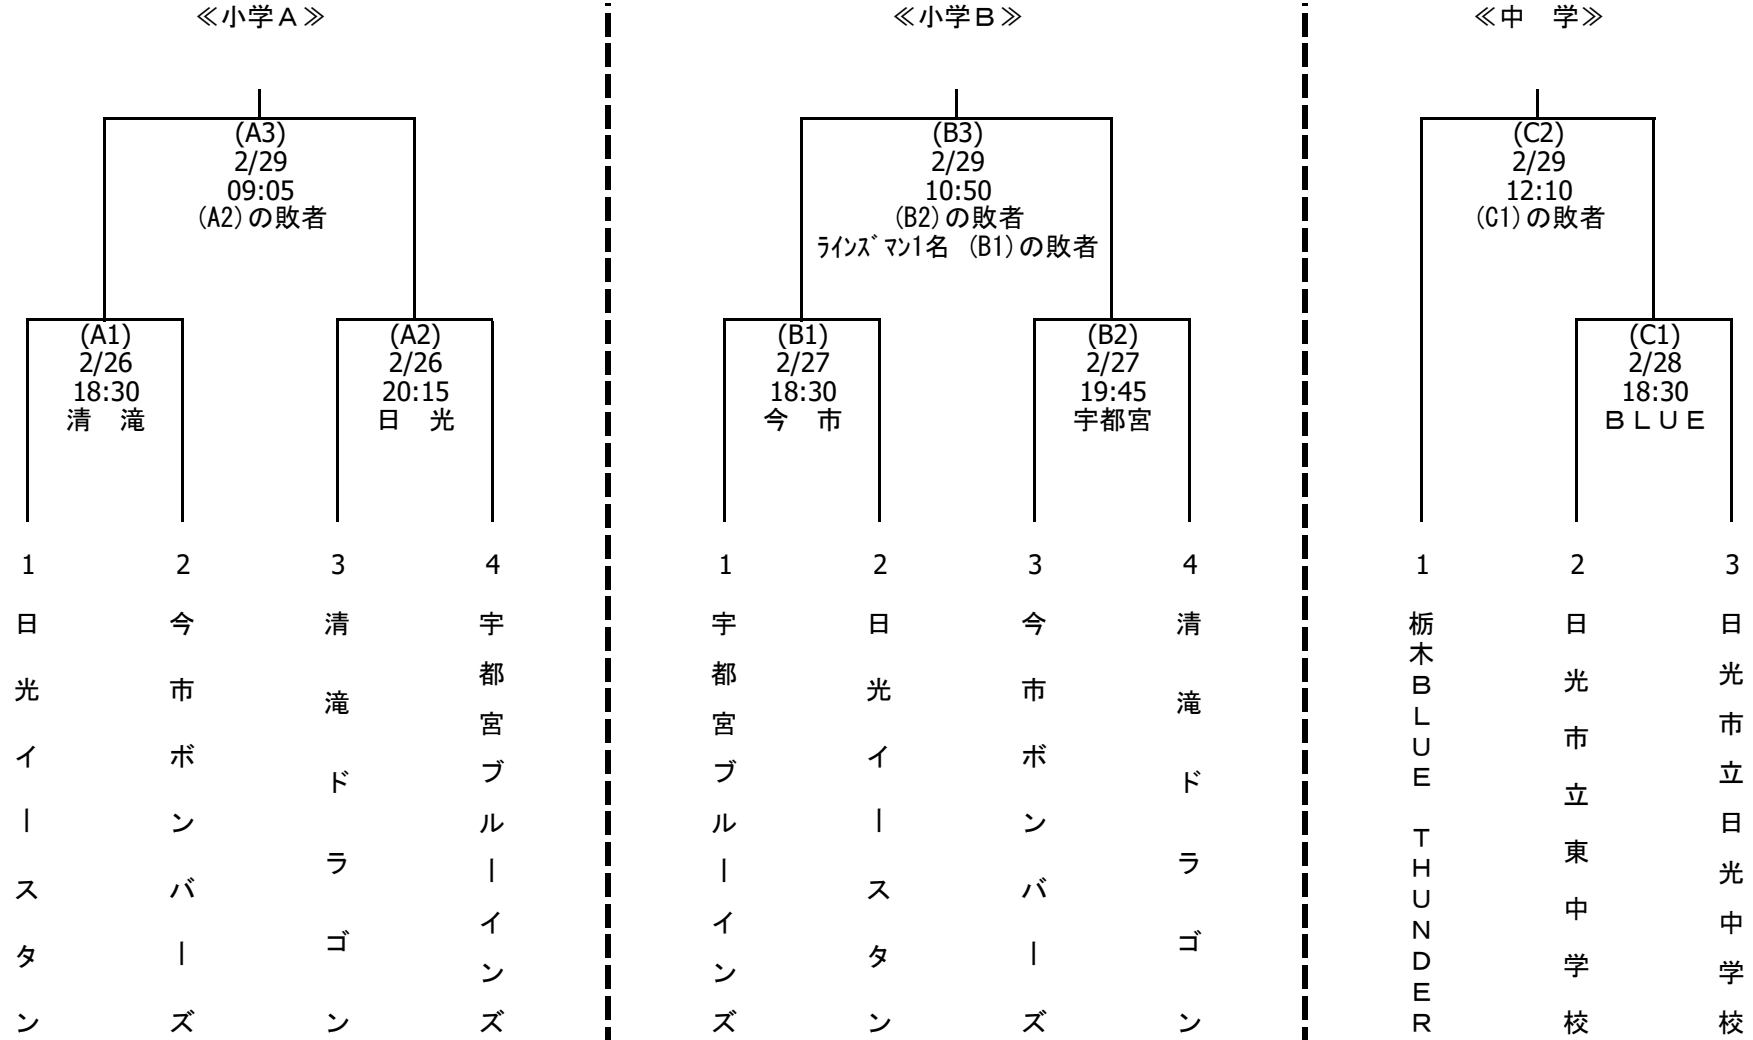 ≪小学Ａ≫
(A3)
2/29
09:05
(A2)の敗者
(A1)
2/26
18:30
清　滝
(A2)
2/26
20:15
日　光
1
2
3
4
日光イースタン
今市ボンバーズ
清滝ドラゴン
宇都宮ブルーインズ
≪小学Ｂ≫
(B3)
2/29
10:50
(B2)の敗者
ﾗｲﾝｽﾞﾏﾝ1名 (B1)の敗者
(B1)
2/27
18:30
今　市
(B2)
2/27
19:45
宇都宮
1
2
3
4
宇都宮ブルーインズ
日光イースタン
今市ボンバーズ
清滝ドラゴン
≪中　学≫
(C2)
2/29
12:10
(C1)の敗者
(C1)
2/28
18:30
ＢＬＵＥ
1
2
3
栃木ＢＬＵＥ　ＴＨＵＮＤＥＲ
日光市立東中学校
日光市立日光中学校